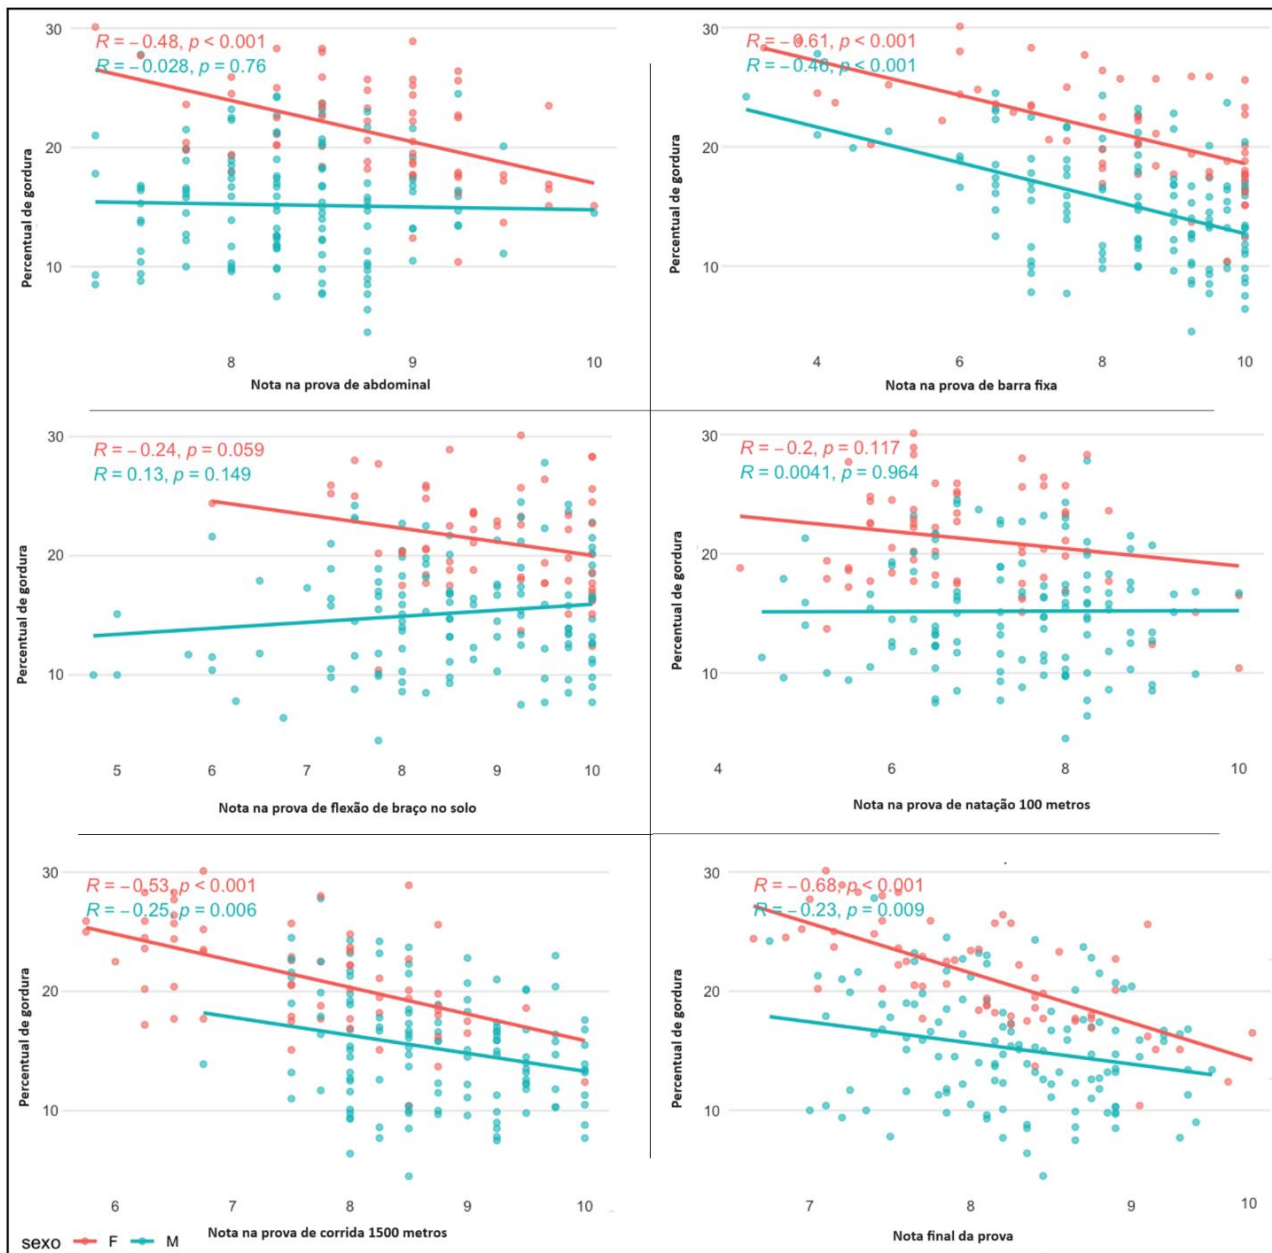 30
20
10
Percentual de gordura
R = −0.48, p < 0.001
R = −0.028, p = 0.76
8 9 10
Nota na prova de abdominal
30
20
10
Percentual de gordura
R = −0.61, p < 0.001
R = −0.46, p < 0.001
4 6 8 10
Nota na prova de barra fixa
30
20
10
Percentual de gordura
R = −0.24, p = 0.059
R = 0.13, p = 0.149
5 6 7 8 9 10
Nota na prova de flexão de braço no solo
30
20
10
Percentual de gordura
R = −0.2, p = 0.117
R = 0.0041, p = 0.964
4 6 8 10
Nota na prova de natação 100 metros
30
20
10
Percentual de gordura
R = −0.53, p < 0.001
R = −0.25, p = 0.006
6 7 8 9 10
Nota na prova de corrida 1500 metros
30
20
10
Percentual de gordura
R = −0.68, p < 0.001
R = −0.23, p = 0.009
7 8 9 10
Nota final da prova
sexo F M